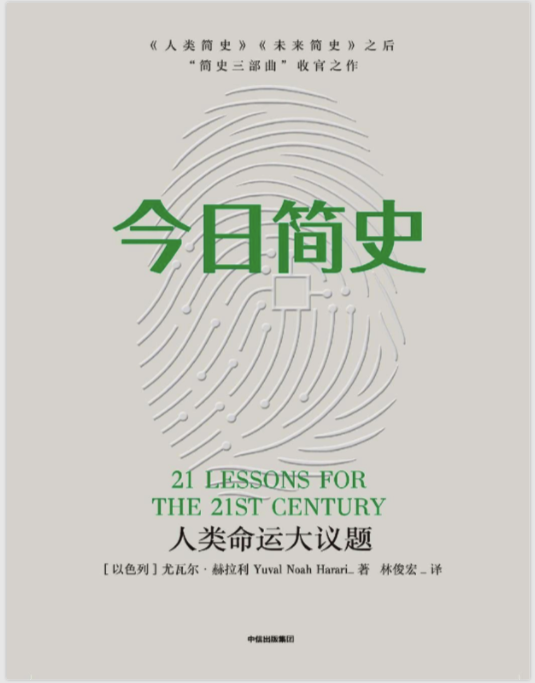 《人类简史》《未来简史》之后
“简史三部曲”收官之作
今日简史
21 LESSONS FOR
THE 21ST CENTURY
人类命运大议题
[以色列]尤瓦尔·赫拉利 Yuval Noah Harari_著 林俊宏_译
中信出版集团